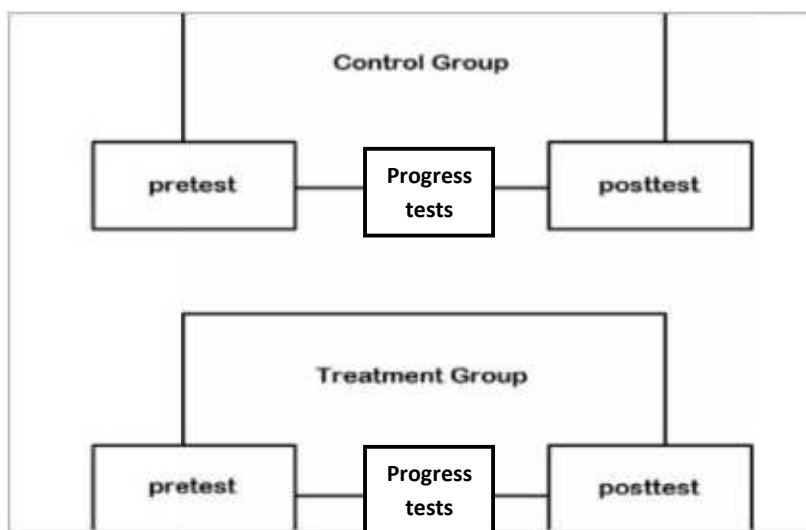 Control Group
pretest
Progress
tests
posttest
Treatment Group
pretest
Progress
tests
posttest